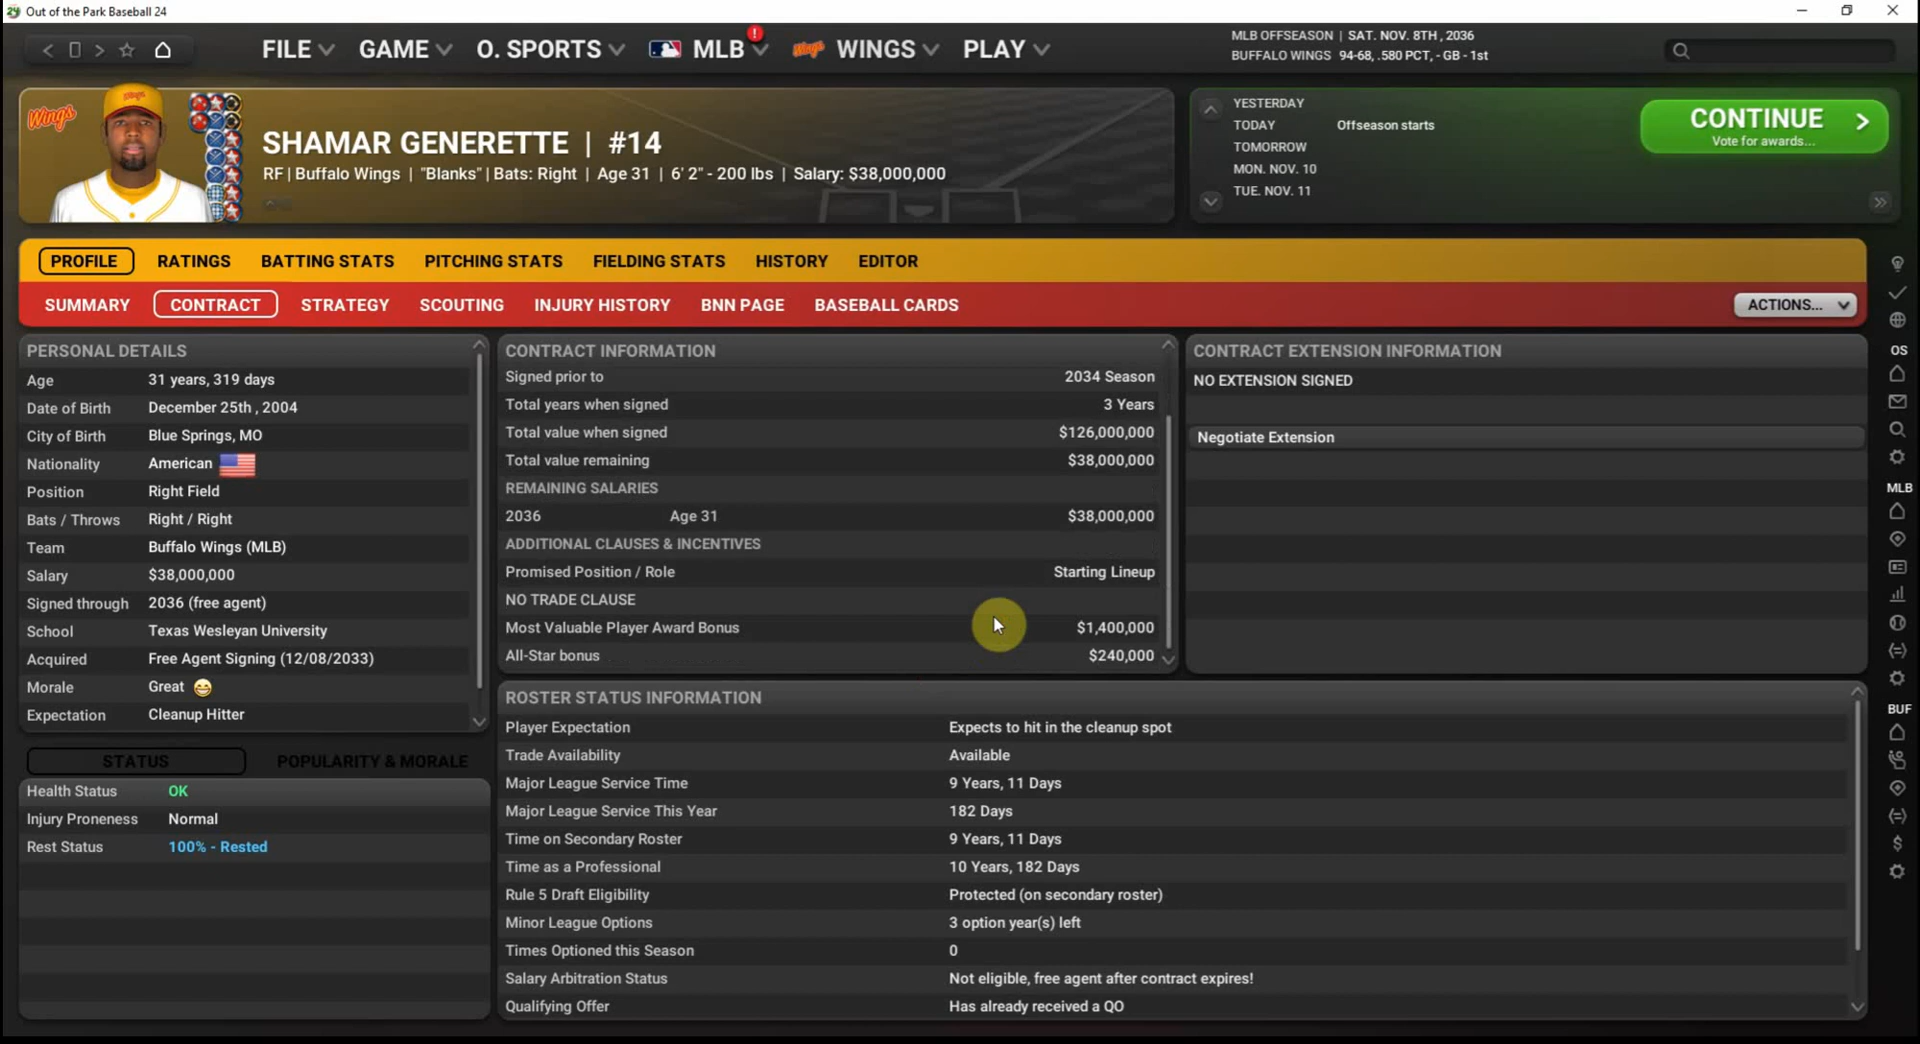 Out of the Park Baseball 24
FILE
GAME
O. SPORTS
MLB
!
WINGS
PLAY
MLB OFFSEASON | SAT. NOV. 8TH , 2036
BUFFALO WINGS 94-68, .580 PCT, - GB - 1st
Wings
SHAMAR GENERETTE | #14
RF | Buffalo Wings | "Blanks" | Bats: Right | Age 31 | 6' 2" - 200 lbs | Salary: $38,000,000
YESTERDAY
TODAY Offseason starts
TOMORROW
MON. NOV. 10
TUE. NOV. 11
CONTINUE
Vote for awards...
PROFILE RATINGS BATTING STATS PITCHING STATS FIELDING STATS HISTORY EDITOR
SUMMARY CONTRACT STRATEGY SCOUTING INJURY HISTORY BNN PAGE BASEBALL CARDS
ACTIONS...
PERSONAL DETAILS
Age 31 years, 319 days
Date of Birth December 25th , 2004
City of Birth Blue Springs, MO
Nationality American
Position Right Field
Bats / Throws Right / Right
Team Buffalo Wings (MLB)
Salary $38,000,000
Signed through 2036 (free agent)
School Texas Wesleyan University
Acquired Free Agent Signing (12/08/2033)
Morale Great
Expectation Cleanup Hitter
STATUS POPULARITY & MORALE
Health Status OK
Injury Proneness Normal
Rest Status 100% - Rested
CONTRACT INFORMATION
Signed prior to 2034 Season
Total years when signed 3 Years
Total value when signed $126,000,000
Total value remaining $38,000,000
REMAINING SALARIES
2036 Age 31 $38,000,000
ADDITIONAL CLAUSES & INCENTIVES
Promised Position / Role Starting Lineup
NO TRADE CLAUSE
Most Valuable Player Award Bonus $1,400,000
All-Star bonus $240,000
CONTRACT EXTENSION INFORMATION
NO EXTENSION SIGNED
Negotiate Extension
ROSTER STATUS INFORMATION
Player Expectation Expects to hit in the cleanup spot
Trade Availability Available
Major League Service Time 9 Years, 11 Days
Major League Service This Year 182 Days
Time on Secondary Roster 9 Years, 11 Days
Time as a Professional 10 Years, 182 Days
Rule 5 Draft Eligibility Protected (on secondary roster)
Minor League Options 3 option year(s) left
Times Optioned this Season 0
Salary Arbitration Status Not eligible, free agent after contract expires!
Qualifying Offer Has already received a QO
OS
MLB
BUF